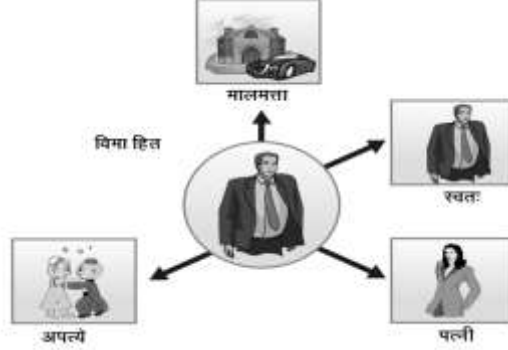 मालमत्ता
विमा हित
स्वतः
अपत्ये
पत्नी